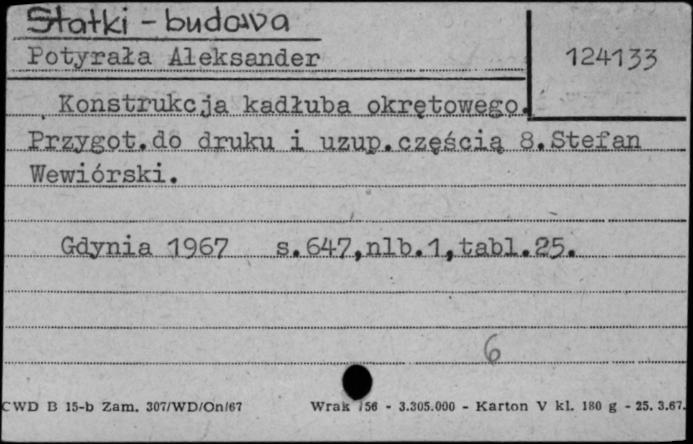 Statki - budowa
Potyrała Aleksander
124133
Konstrukcja kadłuba okrętowego.
Przygot.do druku i uzup.częścią 8.Stefan
Wewiórski.
Gdynia 1967 s.647,nlb.1,tabl.25.
6
CWD B 15-b Zam. 307/WD/On/67 Wrak /56 - 3.305.000 - Karton V kl. 180 g - 25. 3.67.